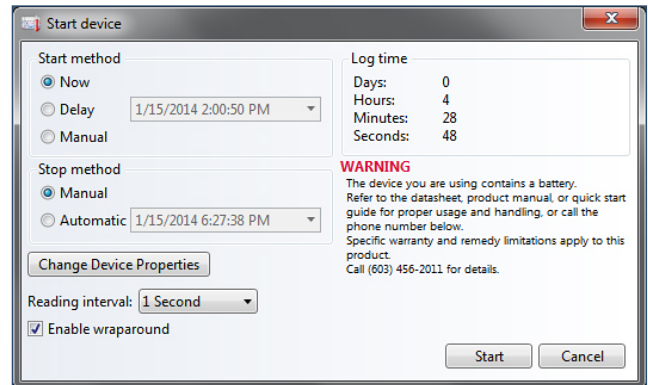 Start device
Start method
Now
Delay 1/15/2014 2:00:50 PM
Manual
Stop method
Manual
Automatic 1/15/2014 6:27:38 PM
Change Device Properties
Reading interval: 1 Second
Enable wraparound
Log time
Days: 0
Hours: 4
Minutes: 28
Seconds: 48
WARNING
The device you are using contains a battery.
Refer to the datasheet, product manual, or quick start
guide for proper usage and handling, or call the
phone number below.
Specific warranty and remedy limitations apply to this
product.
Call (603) 456-2011 for details.
Start Cancel